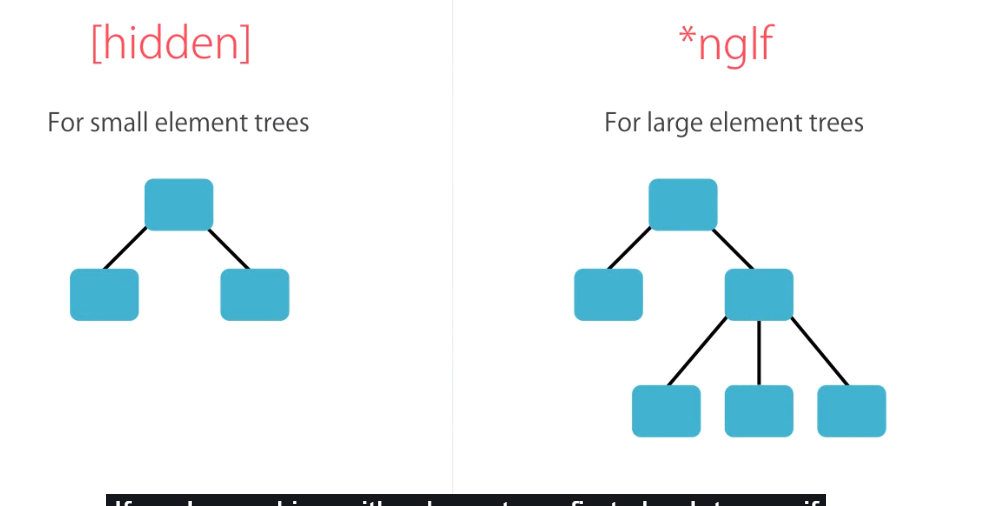 [hidden]
For small element trees
*ngIf
For large element trees